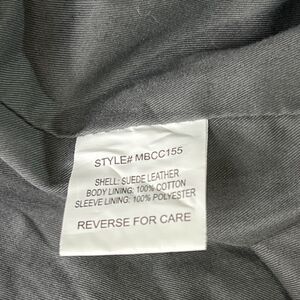 STYLE# MBCC155
SHELL: SUEDE LEATHER
BODY LINING: 100% COTTON
SLEEVE LINING: 100% POLYESTER
REVERSE FOR CARE